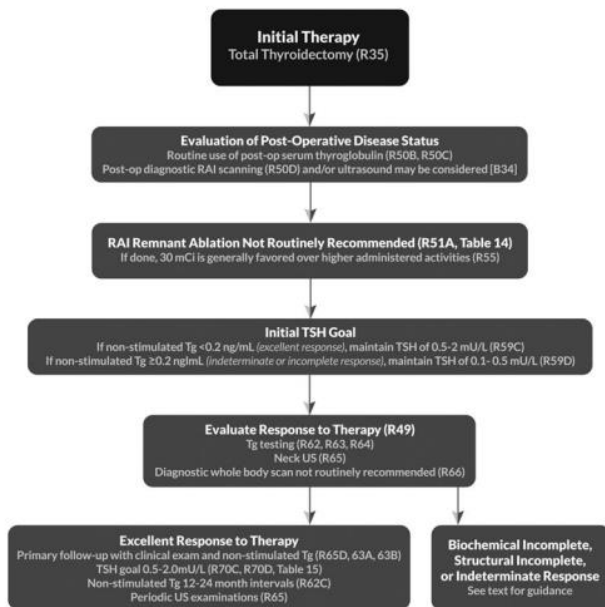 Initial Therapy
Total Thyroidectomy (R35)
Evaluation of Post-Operative Disease Status
Routine use of post-op serum thyroglobulin (R50B, R50C)
Post-op diagnostic RAI scanning (R50D) and/or ultrasound may be considered [B34]
RAI Remnant Ablation Not Routinely Recommended (R51A, Table 14)
If done, 30 mCi is generally favored over higher administered activities (R55)
Initial TSH Goal
If non-stimulated Tg <0.2 ng/mL (excellent response), maintain TSH of 0.5-2 mU/L (R59C)
If non-stimulated Tg ≥0.2 nglmL (indeterminate or incomplete response), maintain TSH of 0.1- 0.5 mU/L (R59D)
Evaluate Response to Therapy (R49)
Tg testing (R62, R63, R64)
Neck US (R65)
Diagnostic whole body scan not routinely recommended (R66)
Excellent Response to Therapy
Primary follow-up with clinical exam and non-stimulated Tg (R65D, 63A, 63B)
TSH goal 0.5-2.0mU/L (R70C, R70D, Table 15)
Non-stimulated Tg 12-24 month intervals (R62C)
Periodic US examinations (R65)
Biochemical Incomplete,
Structural Incomplete,
or Indeterminate Response
See text for guidance